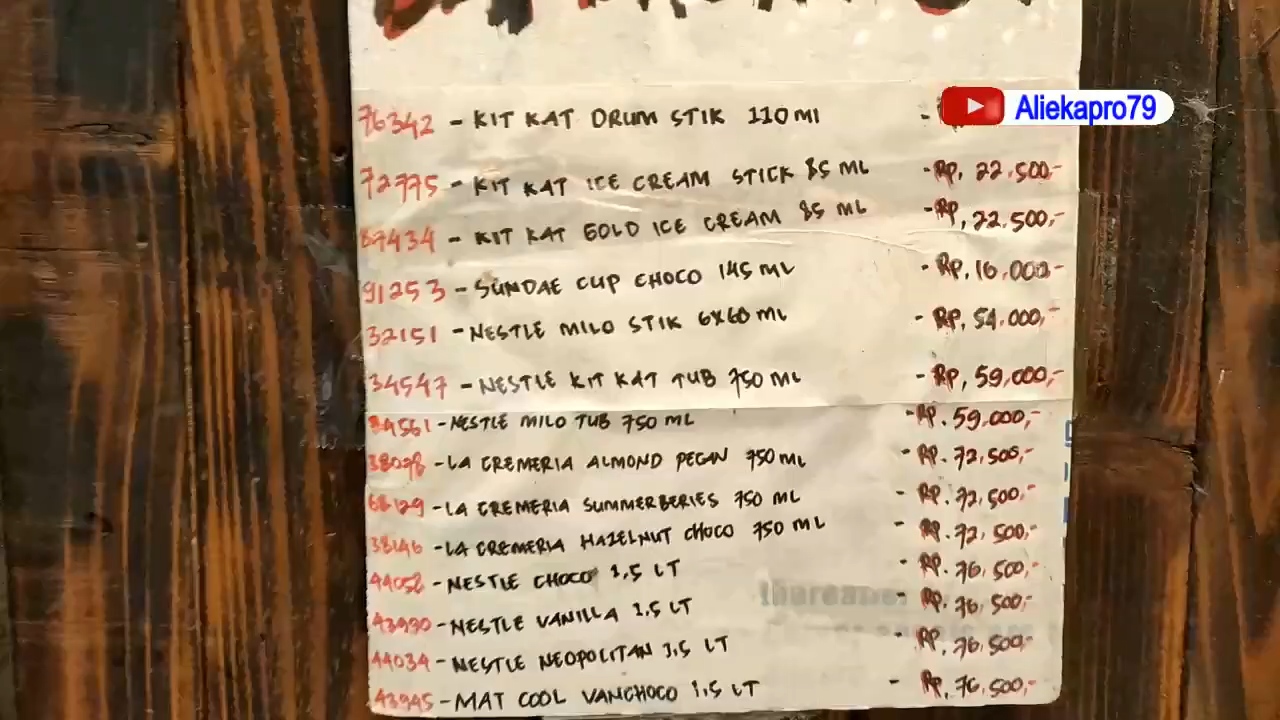 Aliekapro79
76342 - KIT KAT DRUM STIK 110 Ml -
72775 - KIT KAT ICE CREAM STICK 85 ML - RP. 22.500,-
67434 - KIT KAT GOLD ICE CREAM 85 ML - RP. 22.500,-
91253 - SUNDAE CUP CHOCO 145 ML - RP. 16.000-
32151 - NESTLE MILO STIK 6X60 ML - RP. 54.000,-
34547 - NESTLE KIT KAT TUB 750 ML - RP, 59,000,-
34561 - NESTLE MILO TUB 750 ML - RP. 59.000,-
38078 - LA CREMERIA ALMOND PECAN 750 ML - RP. 72,500,-
68129 - LA CREMERIA SUMMERBERIES 750 ML - RP. 72,500,-
38146 - LA CREMERIA HAZELNUT CHOCO 750 ML - RP. 72,500,-
44058 - NESTLE CHOCO 1,5 LT - RP. 76,500,-
43990 - NESTLE VANILLA 1,5 LT - RP. 76,500,-
44034 - NESTLE NEOPOLITAN 1,5 LT - RP, 76,500,-
43945 - MAT COOL VANCHOCO 1,5 LT - RP, 76,500,-